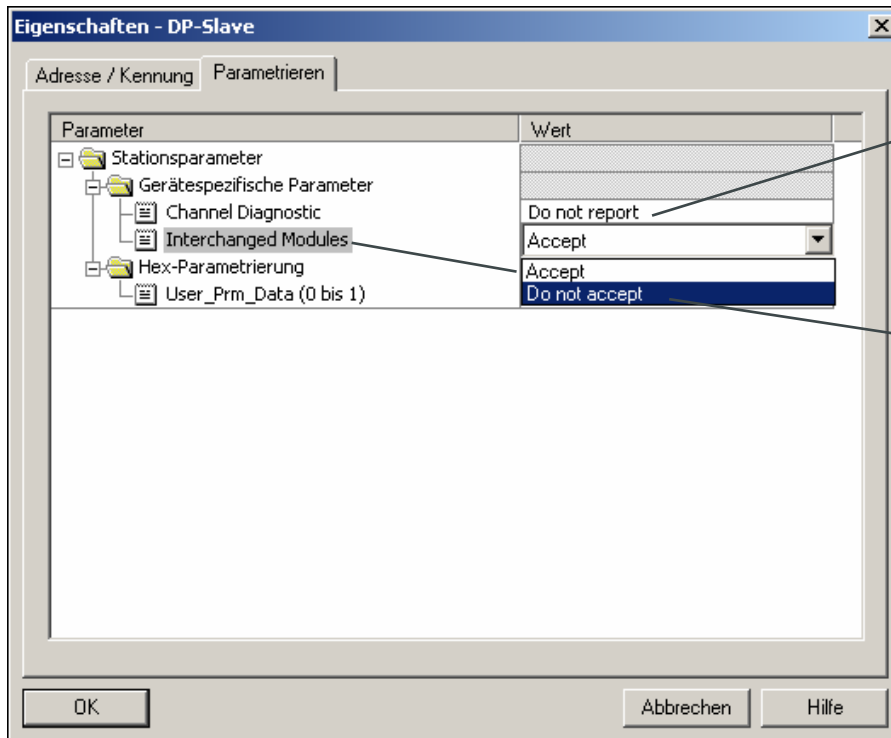 Eigenschaften - DP-Slave
Adresse / Kennung Parametrieren
Parameter Wert
Stationsparameter
Gerätespezifische Parameter
Channel Diagnostic Do not report
Interchanged Modules Accept
Hex-Parametrierung Accept
User_Prm_Data (0 bis 1) Do not accept
OK Abbrechen Hilfe